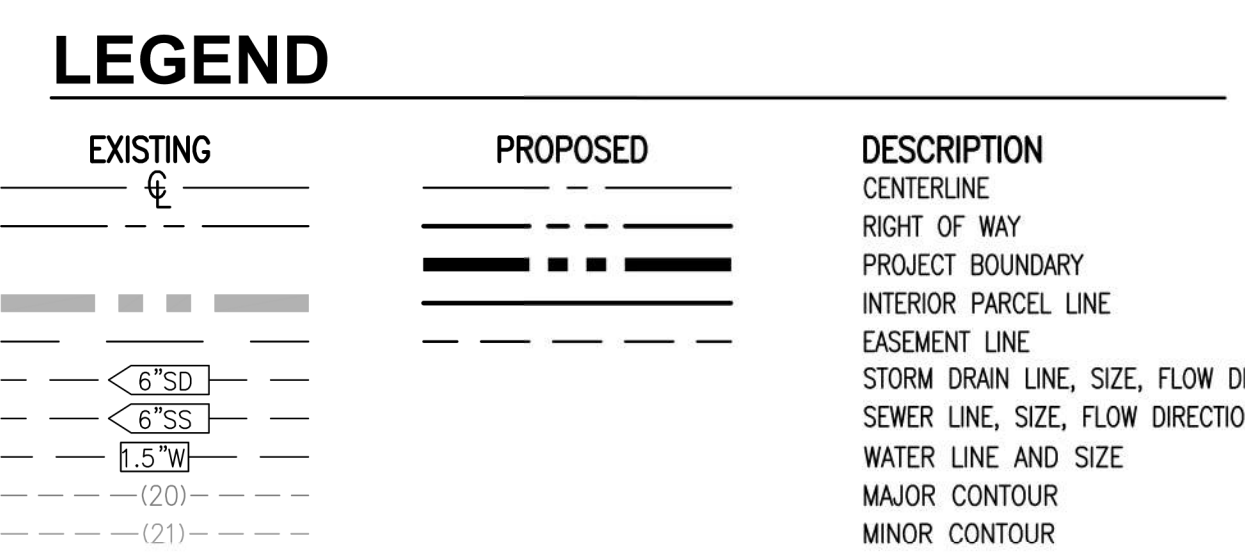 LEGEND
EXISTING PROPOSED DESCRIPTION
℄ CENTERLINE
RIGHT OF WAY
PROJECT BOUNDARY
INTERIOR PARCEL LINE
EASEMENT LINE
6"SD STORM DRAIN LINE, SIZE, FLOW
6"SS SEWER LINE, SIZE, FLOW DIRECTIO
1.5"W WATER LINE AND SIZE
(20) MAJOR CONTOUR
(21) MINOR CONTOUR